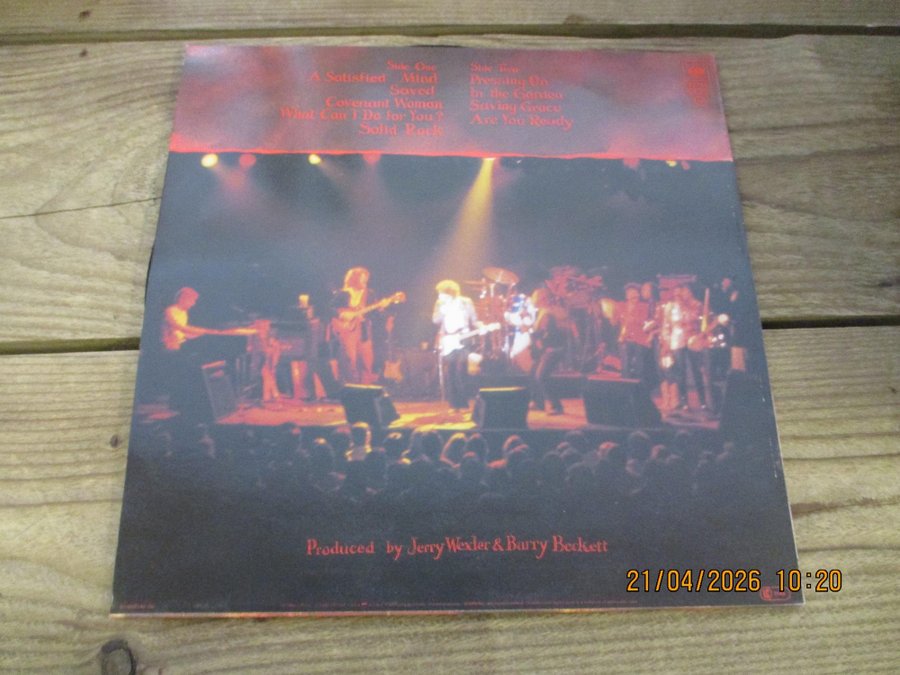 Side One
A Satisfied Mind
Saved
Covenant Woman
What Can I Do for You?
Solid Rock
Side Two
Pressing On
In the Garden
Saving Grace
Are You Ready
Produced by Jerry Wexler & Barry Beckett
21/04/2026 10:20